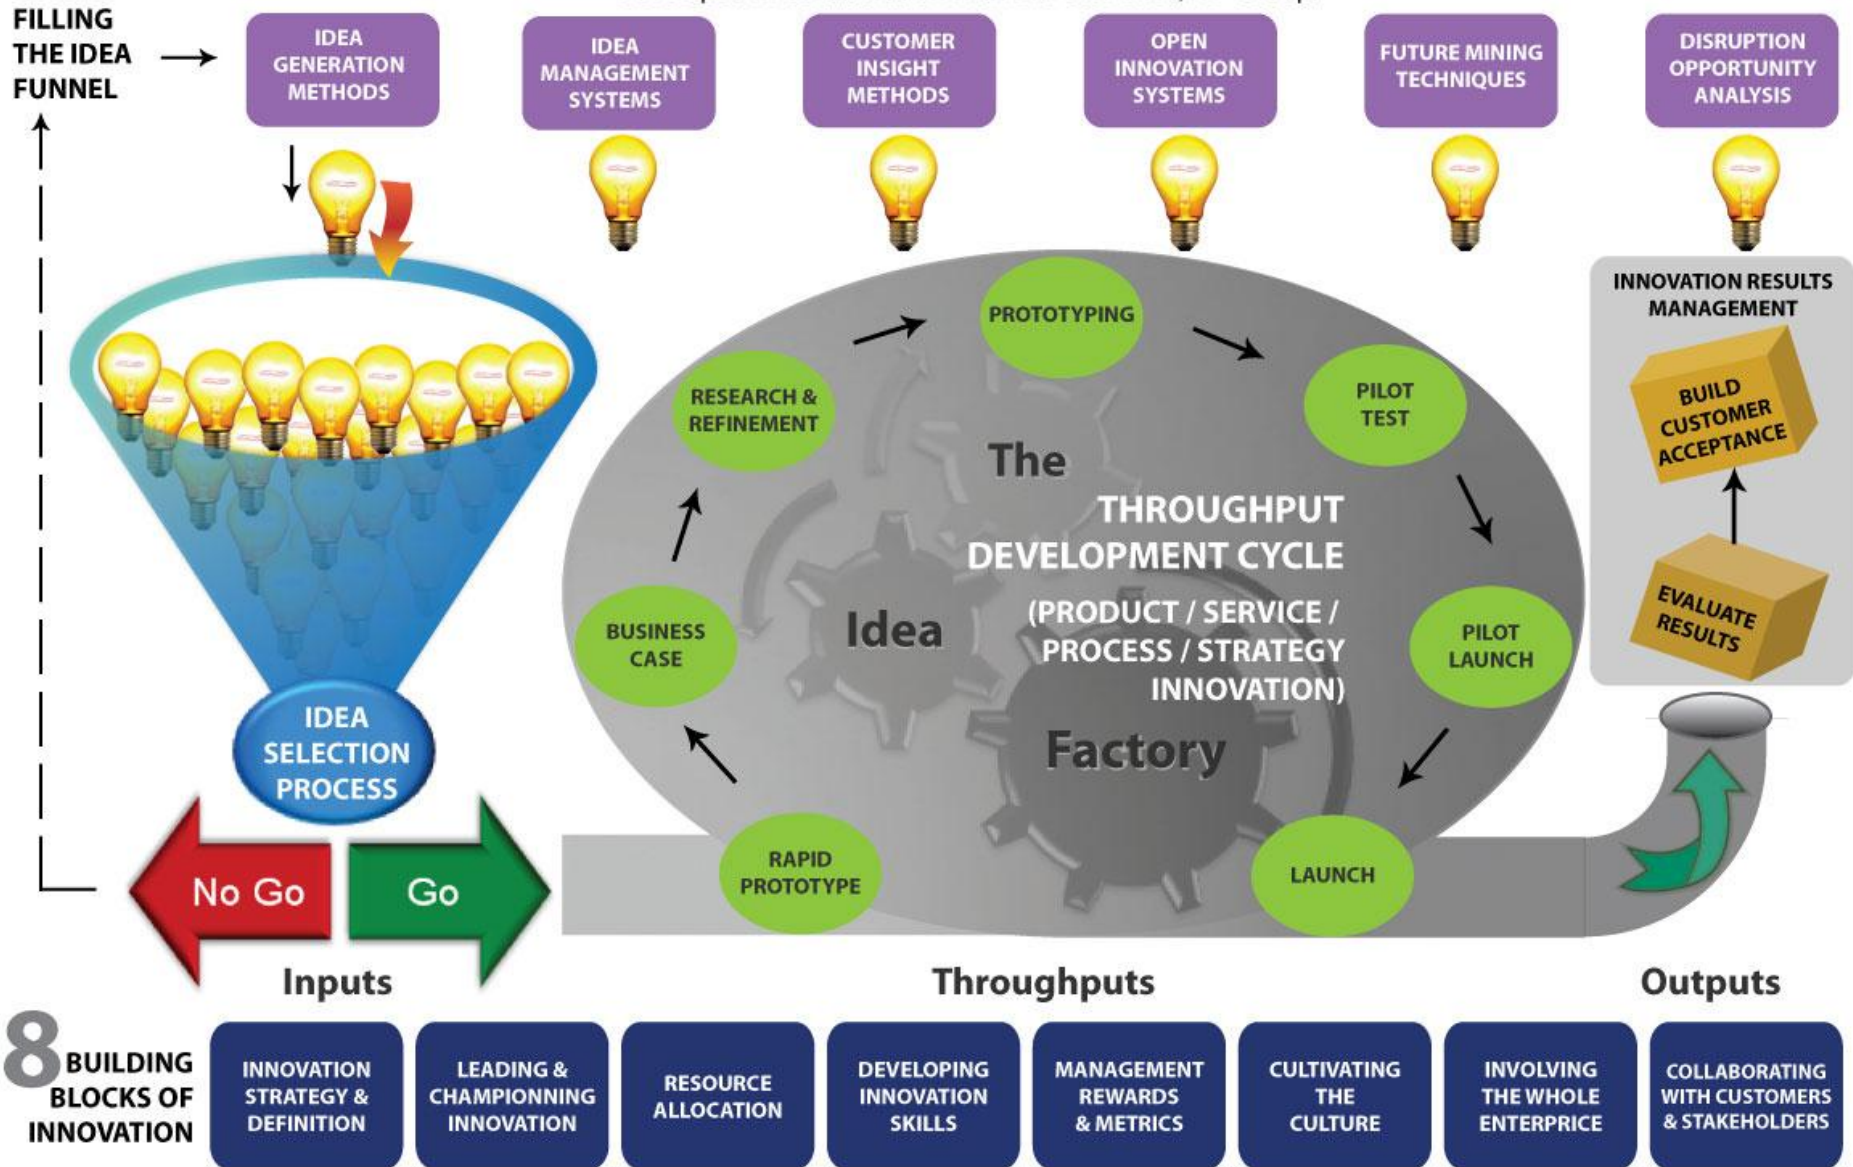 FILLING
THE IDEA
FUNNEL
IDEA
GENERATION
METHODS
IDEA
MANAGEMENT
SYSTEMS
CUSTOMER
INSIGHT
METHODS
OPEN
INNOVATION
SYSTEMS
FUTURE MINING
TECHNIQUES
DISRUPTION
OPPORTUNITY
ANALYSIS
IDEA
SELECTION
PROCESS
No Go
Go
RAPID
PROTOTYPE
BUSINESS
CASE
RESEARCH &
REFINEMENT
PROTOTYPING
PILOT
TEST
PILOT
LAUNCH
LAUNCH
The
Idea
Factory
THROUGHPUT
DEVELOPMENT CYCLE
(PRODUCT / SERVICE /
PROCESS / STRATEGY
INNOVATION)
INNOVATION RESULTS
MANAGEMENT
BUILD
CUSTOMER
ACCEPTANCE
EVALUATE
RESULTS
Inputs
Throughputs
Outputs
8 BUILDING
BLOCKS OF
INNOVATION
INNOVATION
STRATEGY &
DEFINITION
LEADING &
CHAMPIONNING
INNOVATION
RESOURCE
ALLOCATION
DEVELOPING
INNOVATION
SKILLS
MANAGEMENT
REWARDS
& METRICS
CULTIVATING
THE
CULTURE
INVOLVING
THE WHOLE
ENTERPRICE
COLLABORATING
WITH CUSTOMERS
& STAKEHOLDERS